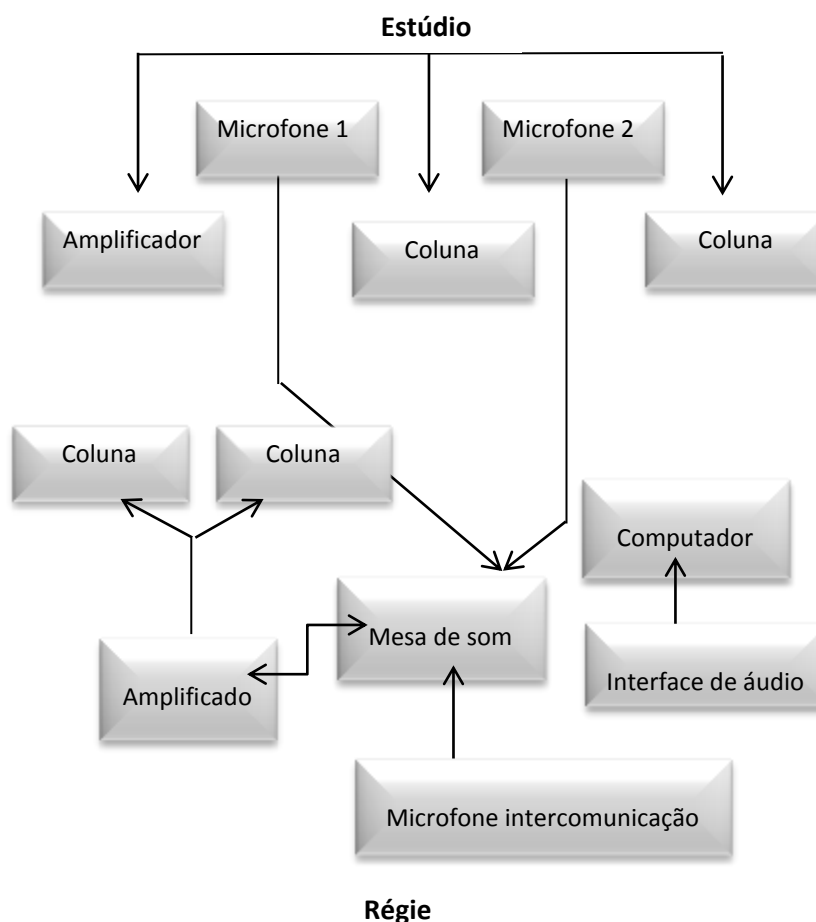 Estúdio
Microfone 1
Microfone 2
Amplificador
Coluna
Coluna
Coluna
Coluna
Computador
Mesa de som
Interface de áudio
Amplificado
Microfone intercomunicação
Régie